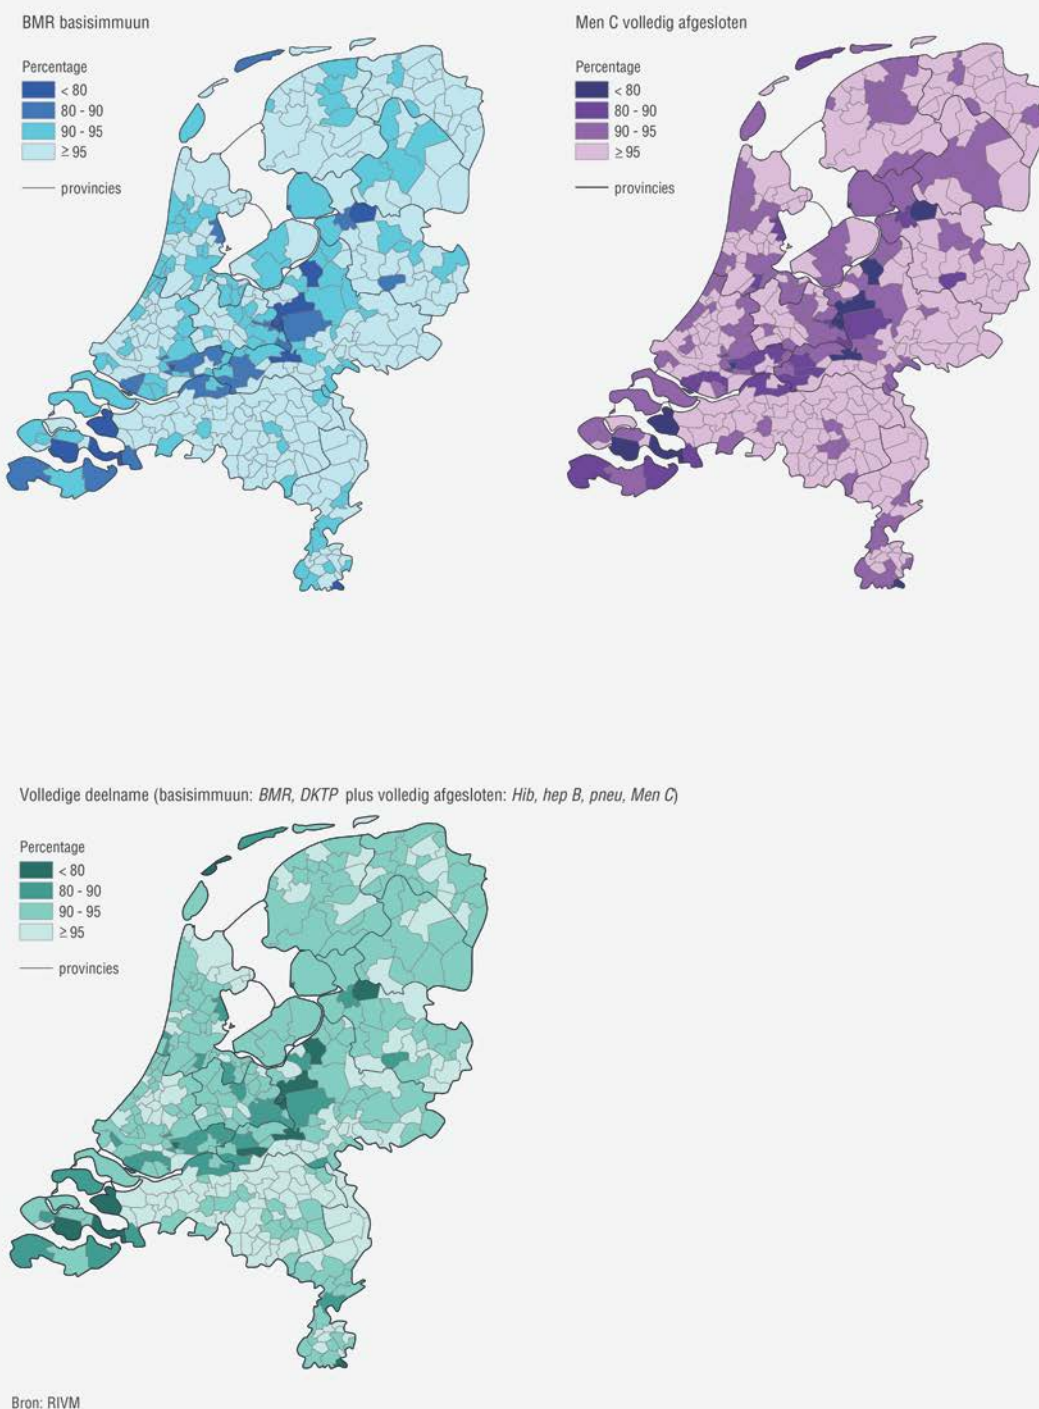 BMR basisimmuun
Percentage
< 80
80 - 90
90 - 95
≥ 95
provincies
Men C volledig afgesloten
Percentage
< 80
80 - 90
90 - 95
≥ 95
provincies
Volledige deelname (basisimmuun: BMR, DKTP plus volledig afgesloten: Hib, hep B, pneu, Men C)
Percentage
< 80
80 - 90
90 - 95
≥ 95
provincies
Bron: RIVM